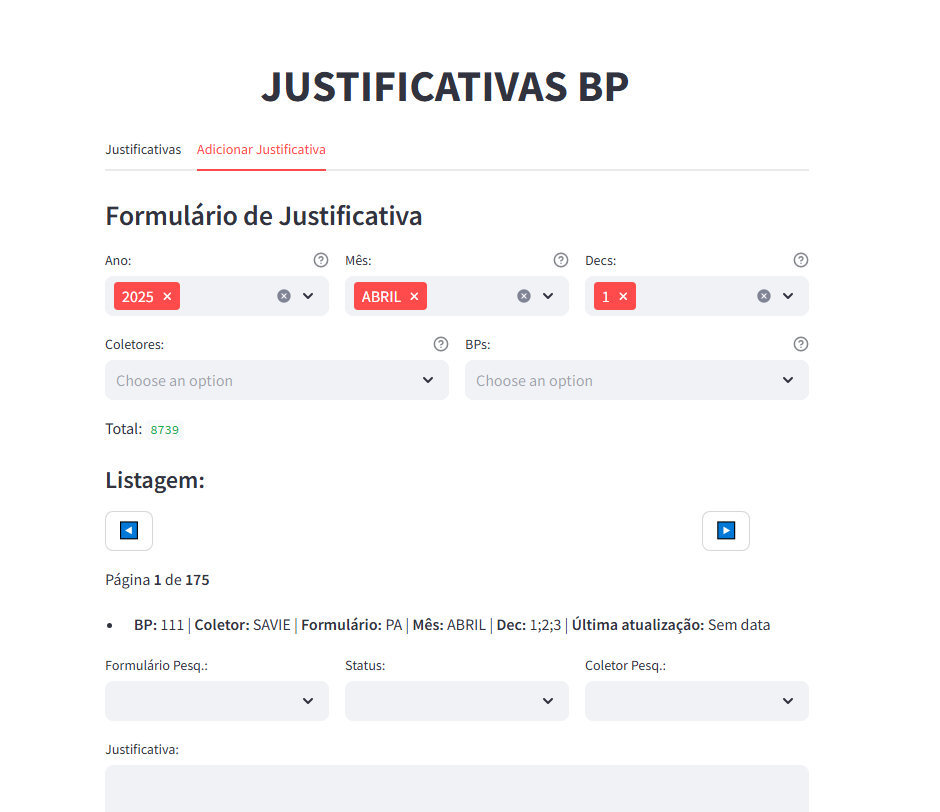 JUSTIFICATIVAS BP
Justificativas Adicionar Justificativa
Formulário de Justificativa
Ano: Mês: Decs:
2025 ABRIL 1
Coletores: BPs:
Choose an option Choose an option
Total: 8739
Listagem:
Página 1 de 175
BP: 111 | Coletor: SAVIE | Formulário: PA | Mês: ABRIL | Dec: 1;2;3 | Última atualização: Sem data
Formulário Pesq.: Status: Coletor Pesq.:
Justificativa: